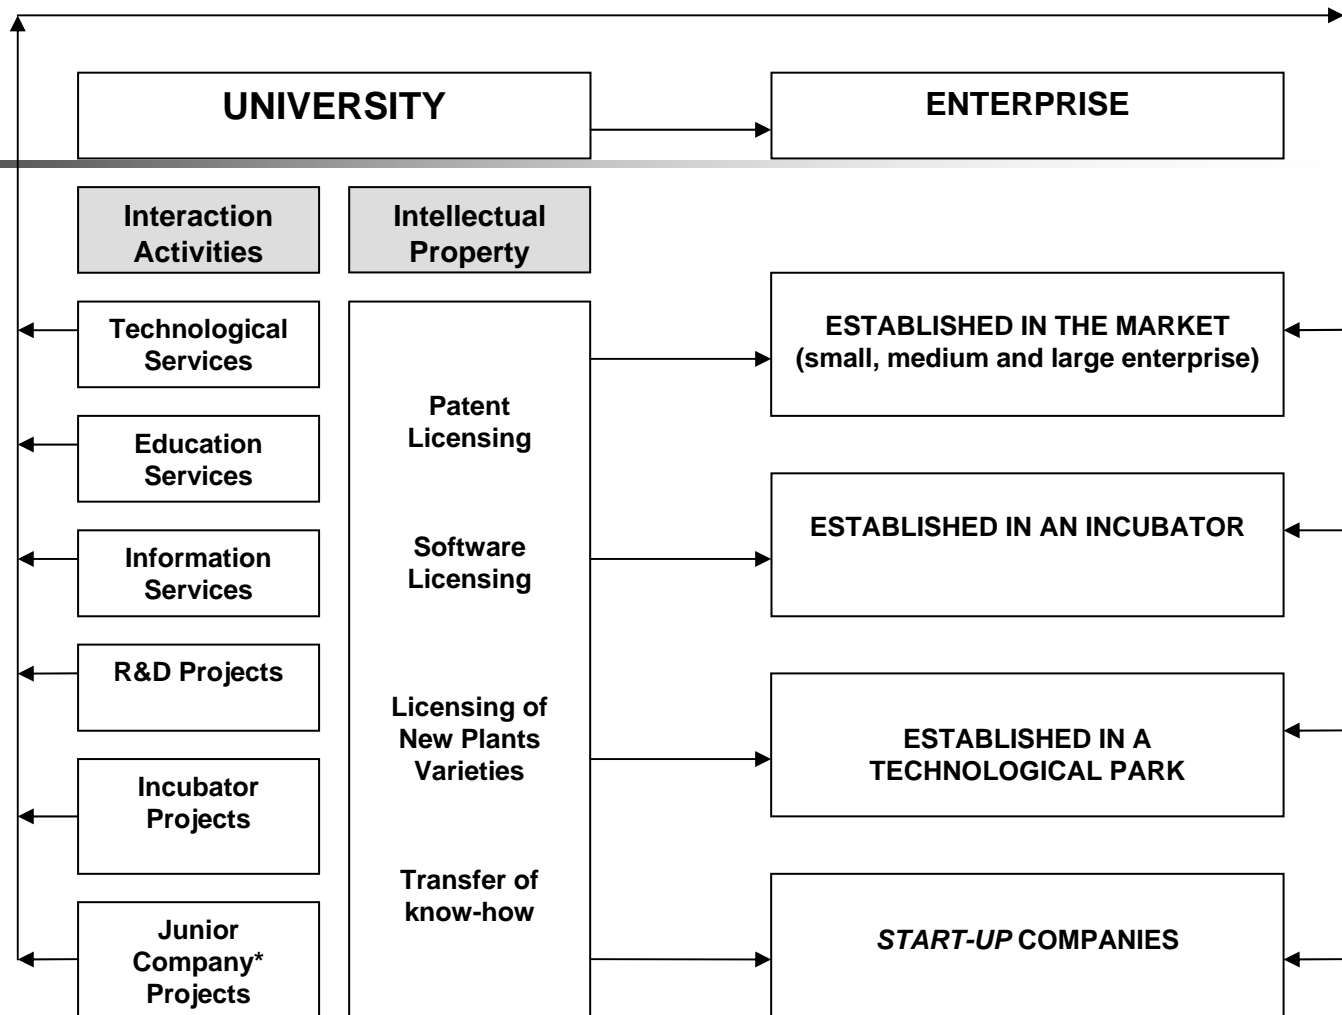 UNIVERSITY
ENTERPRISE
Interaction
Activities
Intellectual
Property
Technological
Services
Education
Services
Information
Services
R&D Projects
Incubator
Projects
Junior
Company*
Projects
Patent
Licensing
Software
Licensing
Licensing of
New Plants
Varieties
Transfer of
know-how
ESTABLISHED IN THE MARKET
(small, medium and large enterprise)
ESTABLISHED IN AN INCUBATOR
ESTABLISHED IN A
TECHNOLOGICAL PARK
START-UP COMPANIES